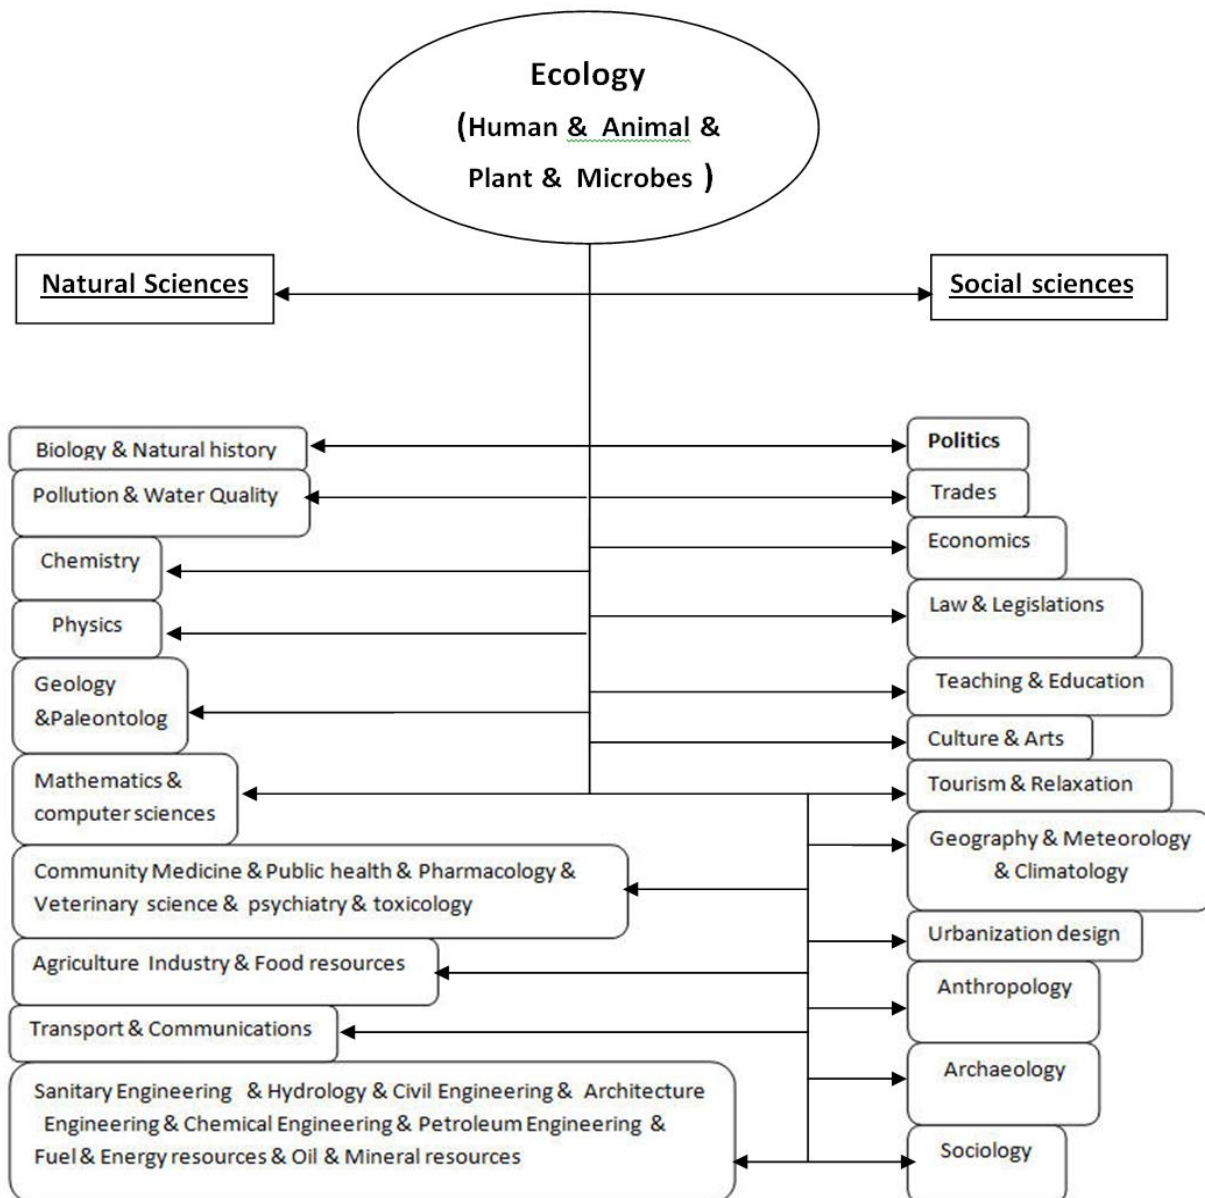 Ecology
(Human & Animal &
Plant & Microbes )
Natural Sciences
Social sciences
Biology & Natural history
Pollution & Water Quality
Chemistry
Physics
Geology
&Paleontolog
Mathematics &
computer sciences
Community Medicine & Public health & Pharmacology &
Veterinary science & psychiatry & toxicology
Agriculture Industry & Food resources
Transport & Communications
Sanitary Engineering & Hydrology & Civil Engineering & Architecture
Engineering & Chemical Engineering & Petroleum Engineering &
Fuel & Energy resources & Oil & Mineral resources
Politics
Trades
Economics
Law & Legislations
Teaching & Education
Culture & Arts
Tourism & Relaxation
Geography & Meteorology
& Climatology
Urbanization design
Anthropology
Archaeology
Sociology